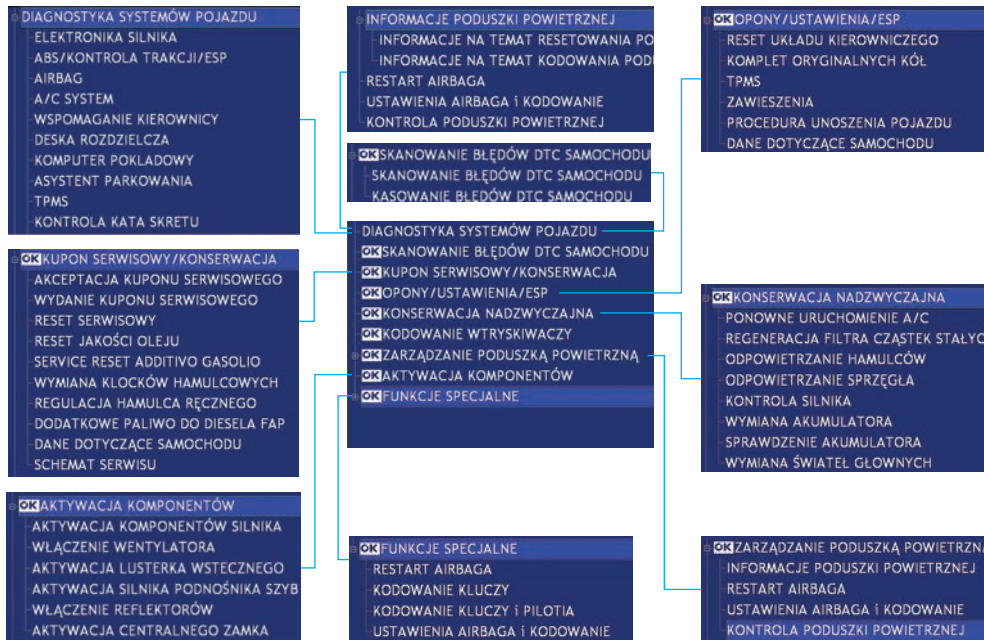 DIAGNOSTYKA SYSTEMÓW POJAZDU
ELEKTRONIKA SILNIKA
ABS/KONTROLA TRAKCJI/ESP
AIRBAG
A/C SYSTEM
WSPOMAGANIE KIEROWNICY
DESKA ROZDZIELCZA
KOMPUTER POKLADOWY
ASYSTENT PARKOWANIA
TPMS
KONTROLA KATA SKRETU
OK KUPON SERWISOWY/KONSERWACJA
AKCEPTACJA KUPONU SERWISOWEGO
WYDANIE KUPONU SERWISOWEGO
RESET SERWISOWY
RESET JAKOŚCI OLEJU
SERVICE RESET ADDITIVO GASOLIO
WYMIANA KLOCKÓW HAMULCOWYCH
REGULACJA HAMULCA RĘCZNEGO
DODATKOWE PALIWO DO DIESELA FAP
DANE DOTYCZĄCE SAMOCHODU
SCHEMAT SERWISU
OK AKTYWACJA KOMPONENTÓW
AKTYWACJA KOMPONENTÓW SILNIKA
WŁĄCZENIE WENTYLATORA
AKTYWACJA LUSTERKA WSTECZNEGO
AKTYWACJA SILNIKA PODNOŚNIKA SZYB
WŁĄCZENIE REFLEKTORÓW
AKTYWACJA CENTRALNEGO ZAMKA
INFORMACJE PODUSZKI POWIETRZNEJ
INFORMACJE NA TEMAT RESETOWANIA PO
INFORMACJE NA TEMAT KODOWANIA POD
RESTART AIRBAGA
USTAWIENIA AIRBAGA i KODOWANIE
KONTROLA PODUSZKI POWIETRZNEJ
OK SKANOWANIE BŁĘDÓW DTC SAMOCHODU
SKANOWANIE BŁĘDÓW DTC SAMOCHODU
KASOWANIE BŁĘDÓW DTC SAMOCHODU
DIAGNOSTYKA SYSTEMÓW POJAZDU
OK SKANOWANIE BŁĘDÓW DTC SAMOCHODU
OK KUPON SERWISOWY/KONSERWACJA
OK OPONY/USTAWIENIA/ESP
OK KONSERWACJA NADZWYCZAJNA
OK KODOWANIE WTRYSKIWACZY
OK ZARZĄDZANIE PODUSZKĄ POWIETRZNĄ
OK AKTYWACJA KOMPONENTÓW
OK FUNKCJE SPECJALNE
OK FUNKCJE SPECJALNE
RESTART AIRBAGA
KODOWANIE KLUCZY
KODOWANIE KLUCZY i PILOTIA
USTAWIENIA AIRBAGA i KODOWANIE
OK OPONY/USTAWIENIA/ESP
RESET UKŁADU KIEROWNICZEGO
KOMPLET ORYGINALNYCH KÓŁ
TPMS
ZAWIESZENIA
PROCEDURA UNOSZENIA POJAZDU
DANE DOTYCZĄCE SAMOCHODU
OK KONSERWACJA NADZWYCZAJNA
PONOWNE URUCHOMIENIE A/C
REGENERACJA FILTRA CZĄSTEK STAŁYC
ODPOWIETRZANIE HAMULCÓW
ODPOWIETRZANIE SPRZĘGŁA
KONTROLA SILNIKA
WYMIANA AKUMULATORA
SPRAWDZENIE AKUMULATORA
WYMIANA ŚWIATEŁ GŁOWNYCH
OK ZARZĄDZANIE PODUSZKĄ POWIETRZNĄ
INFORMACJE PODUSZKI POWIETRZNEJ
RESTART AIRBAGA
USTAWIENIA AIRBAGA i KODOWANIE
KONTROLA PODUSZKI POWIETRZNEJ